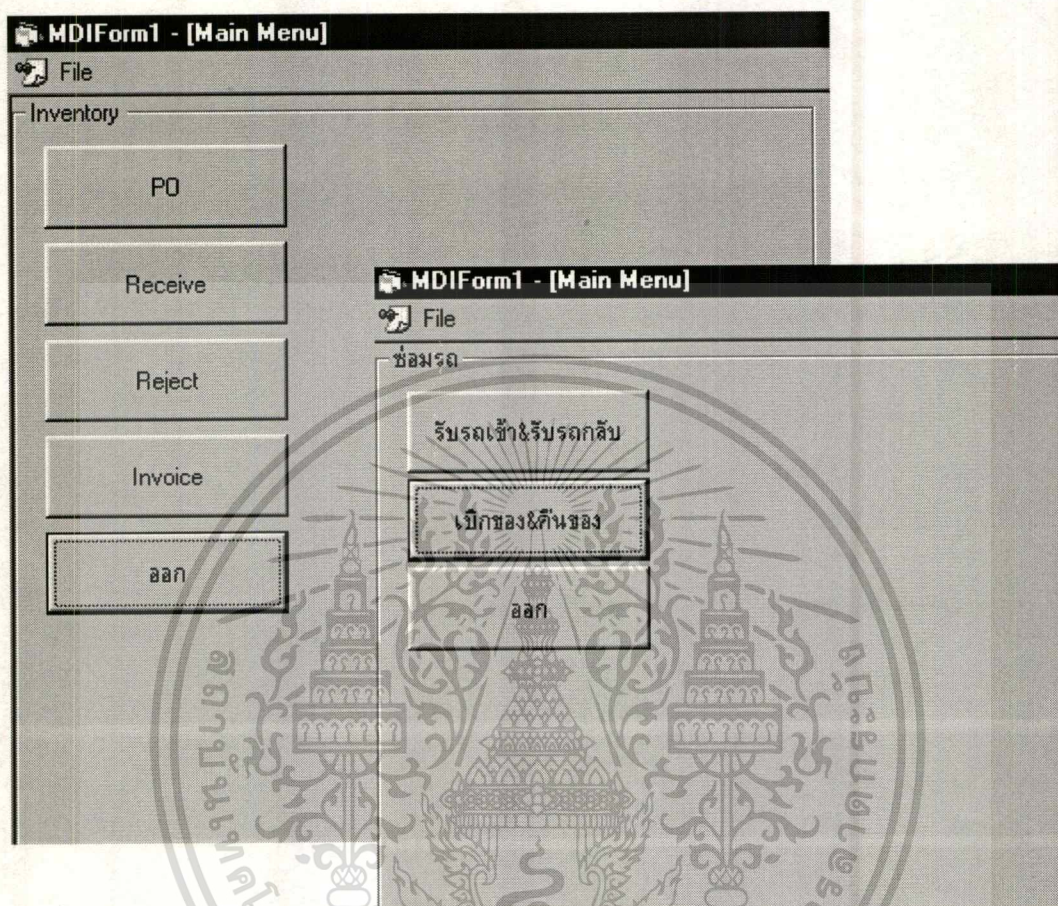 MDIForm1 - [Main Menu]
File
Inventory
PO
Receive
Reject
Invoice
ออก
MDIForm1 - [Main Menu]
File
ซ่อมรถ
รับรถเข้า&รับรถกลับ
เบิกของ&คืนของ
ออก